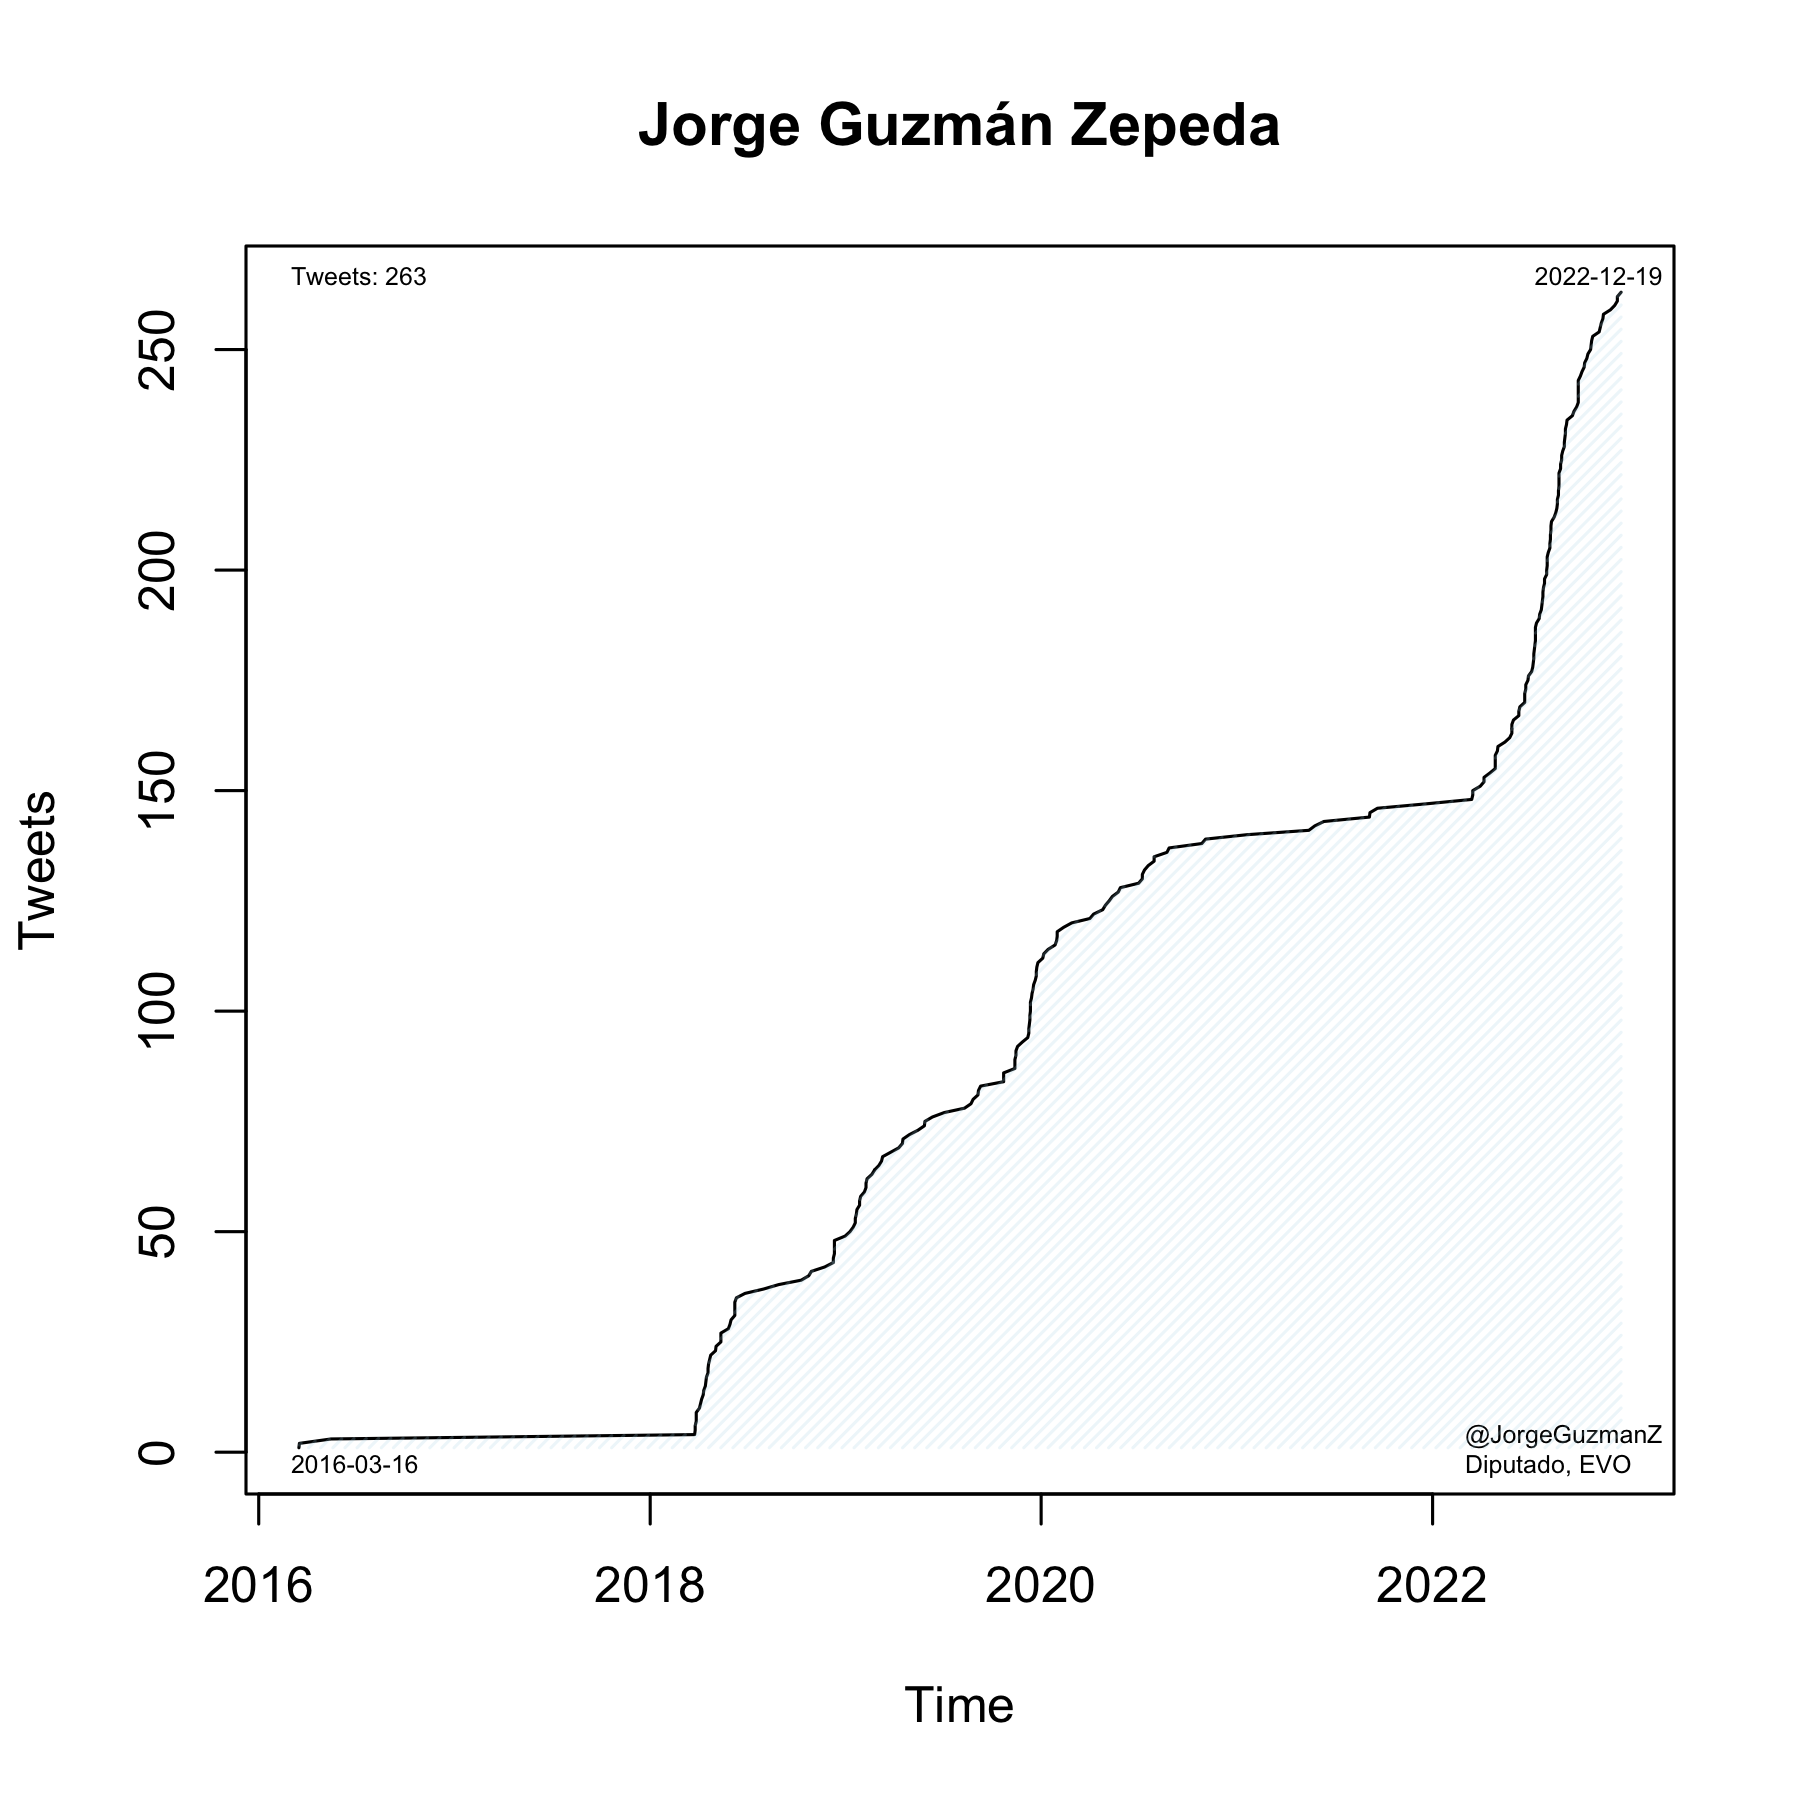 Jorge Guzmán Zepeda
Tweets: 263
2022-12-19
250
200
150
100
50
0
Tweets
@JorgeGuzmanZ
Diputado, EVO
2016-03-16
2016
2018
2020
2022
Time